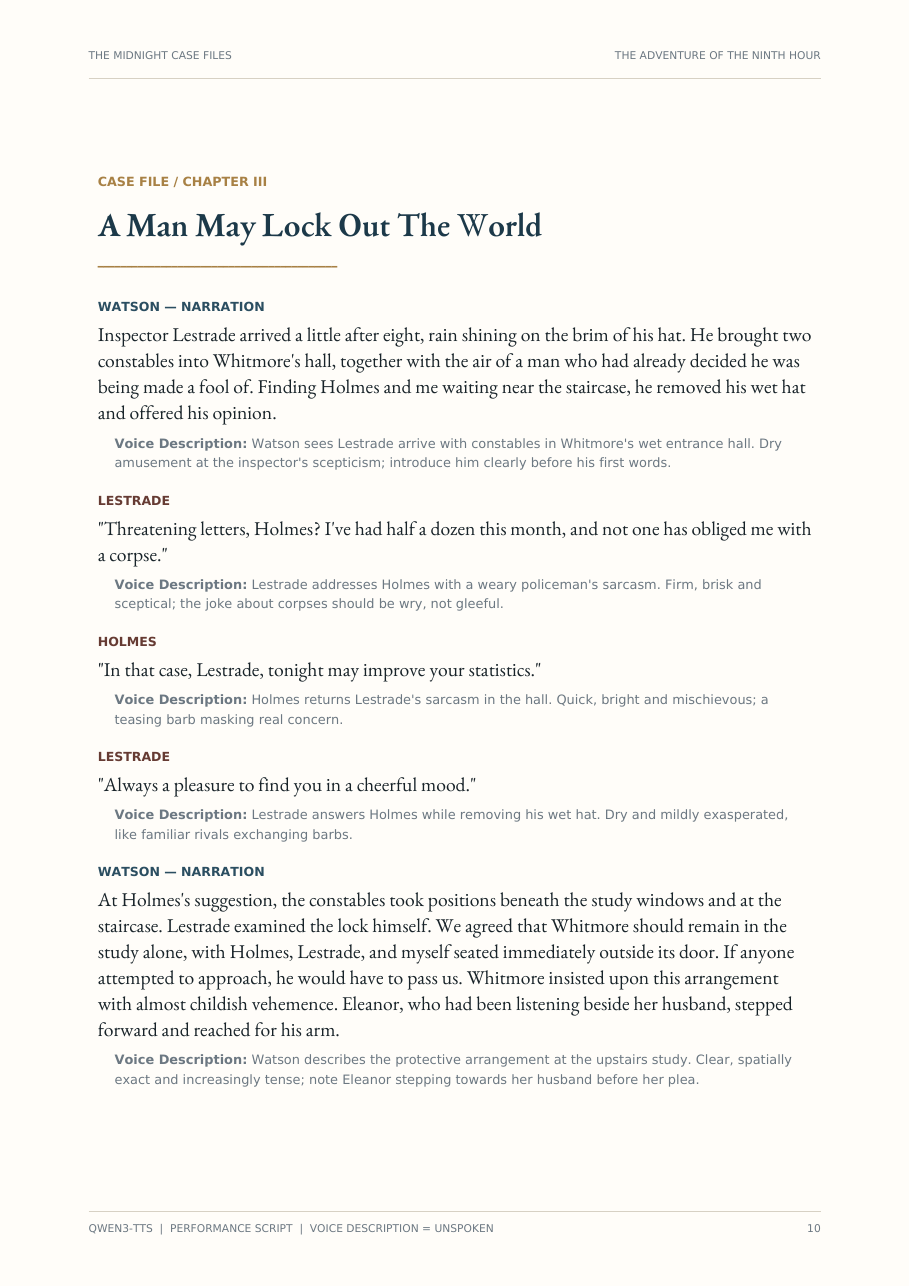 THE MIDNIGHT CASE FILES
THE ADVENTURE OF THE NINTH HOUR
CASE FILE / CHAPTER III
A Man May Lock Out The World
WATSON — NARRATION
Inspector Lestrade arrived a little after eight, rain shining on the brim of his hat. He brought two
constables into Whitmore's hall, together with the air of a man who had already decided he was
being made a fool of. Finding Holmes and me waiting near the staircase, he removed his wet hat
and offered his opinion.
Voice Description: Watson sees Lestrade arrive with constables in Whitmore's wet entrance hall. Dry
amusement at the inspector's scepticism; introduce him clearly before his first words.
LESTRADE
"Threatening letters, Holmes? I've had half a dozen this month, and not one has obliged me with
a corpse."
Voice Description: Lestrade addresses Holmes with a weary policeman's sarcasm. Firm, brisk and
sceptical; the joke about corpses should be wry, not gleeful.
HOLMES
"In that case, Lestrade, tonight may improve your statistics."
Voice Description: Holmes returns Lestrade's sarcasm in the hall. Quick, bright and mischievous; a
teasing barb masking real concern.
LESTRADE
"Always a pleasure to find you in a cheerful mood."
Voice Description: Lestrade answers Holmes while removing his wet hat. Dry and mildly exasperated,
like familiar rivals exchanging barbs.
WATSON — NARRATION
At Holmes's suggestion, the constables took positions beneath the study windows and at the
staircase. Lestrade examined the lock himself. We agreed that Whitmore should remain in the
study alone, with Holmes, Lestrade, and myself seated immediately outside its door. If anyone
attempted to approach, he would have to pass us. Whitmore insisted upon this arrangement
with almost childish vehemence. Eleanor, who had been listening beside her husband, stepped
forward and reached for his arm.
Voice Description: Watson describes the protective arrangement at the upstairs study. Clear, spatially
exact and increasingly tense; note Eleanor stepping towards her husband before her plea.
QWEN3-TTS | PERFORMANCE SCRIPT | VOICE DESCRIPTION = UNSPOKEN
10